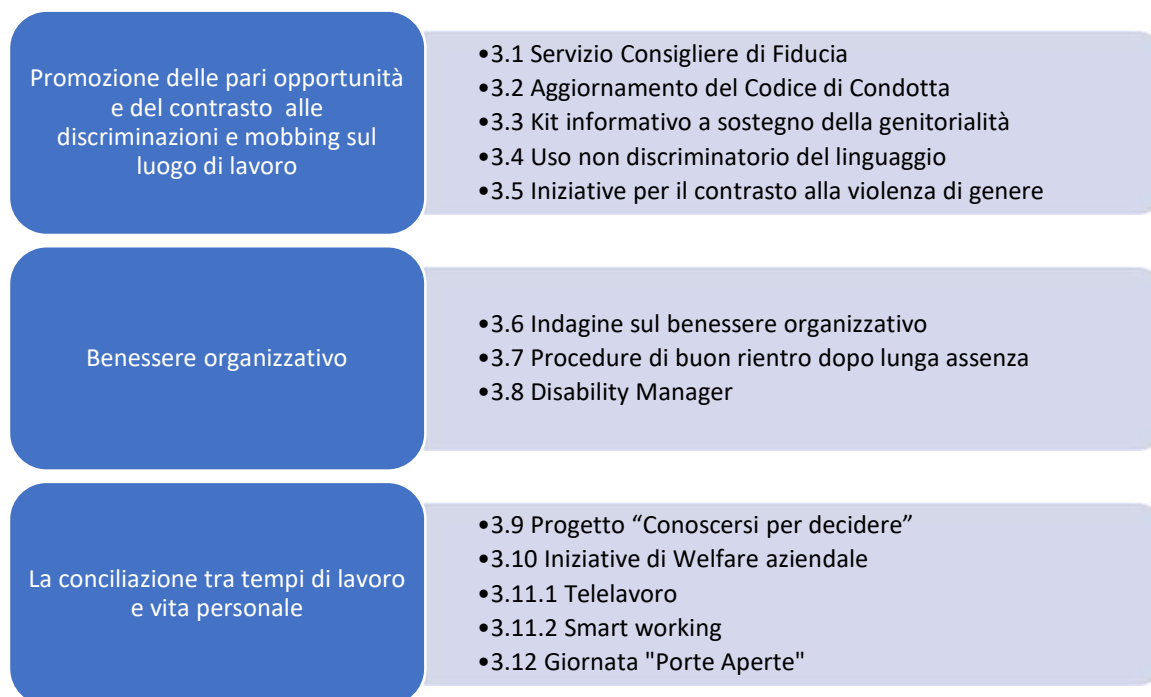 Promozione delle pari opportunità
e del contrasto  alle
discriminazioni e mobbing sul
luogo di lavoro
•3.1 Servizio Consigliere di Fiducia
•3.2 Aggiornamento del Codice di Condotta
•3.3 Kit informativo a sostegno della genitorialità
•3.4 Uso non discriminatorio del linguaggio
•3.5 Iniziative per il contrasto alla violenza di genere
Benessere organizzativo
•3.6 Indagine sul benessere organizzativo
•3.7 Procedure di buon rientro dopo lunga assenza
•3.8 Disability Manager
La conciliazione tra tempi di lavoro
e vita personale
•3.9 Progetto “Conoscersi per decidere”
•3.10 Iniziative di Welfare aziendale
•3.11.1 Telelavoro
•3.11.2 Smart working
•3.12 Giornata "Porte Aperte"